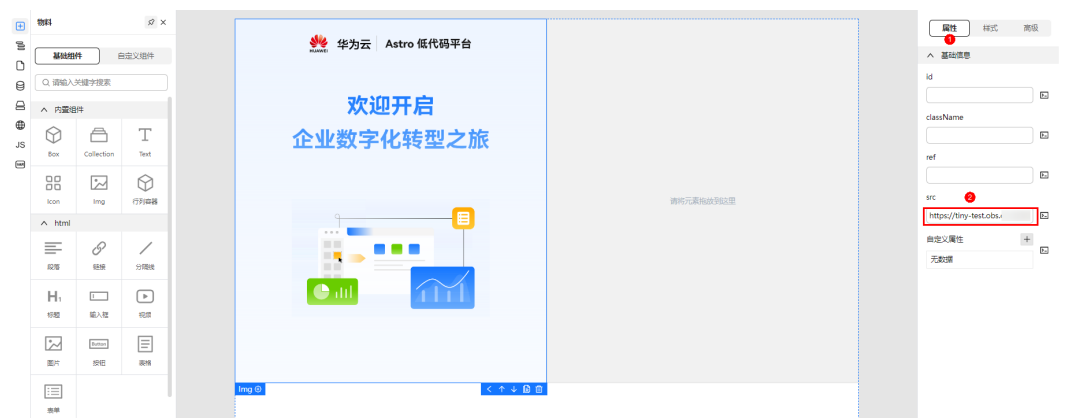 物料
基础组件
自定义组件
请输入关键字搜索
内置组件
Box
Collection
Text
Icon
Img
行列容器
html
段落
链接
分隔线
H₁
标题
输入框
视频
图片
Button
按钮
表格
表单
JS
HUAWEI
华为云
Astro 低代码平台
欢迎开启
企业数字化转型之旅
Img
请将元素拖放到这里
属性
样式
高级
1
基础信息
id
className
ref
src
2
https://tiny-test.obs.
自定义属性
无数据